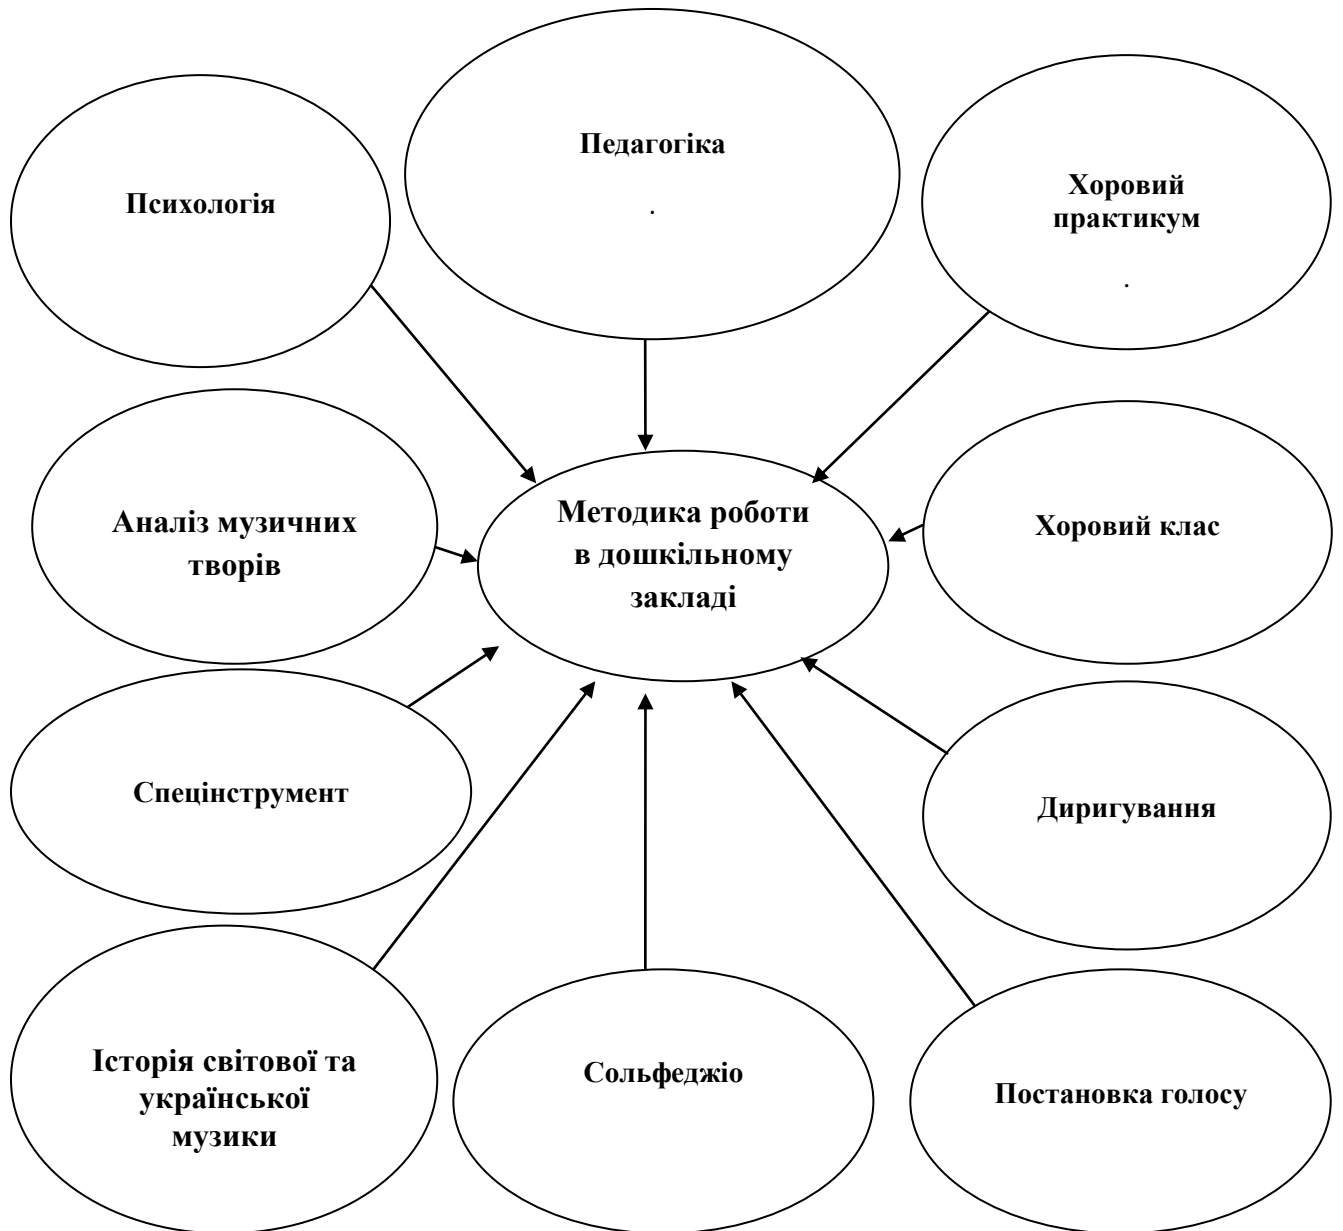 Педагогіка
.
Психологія
Хоровий
практикум
.
Методика роботи
в дошкільному
закладі
Аналіз музичних
творів
Хоровий клас
Спецінструмент
Диригування
Історія світової та
української
музики
Сольфеджіо
Постановка голосу